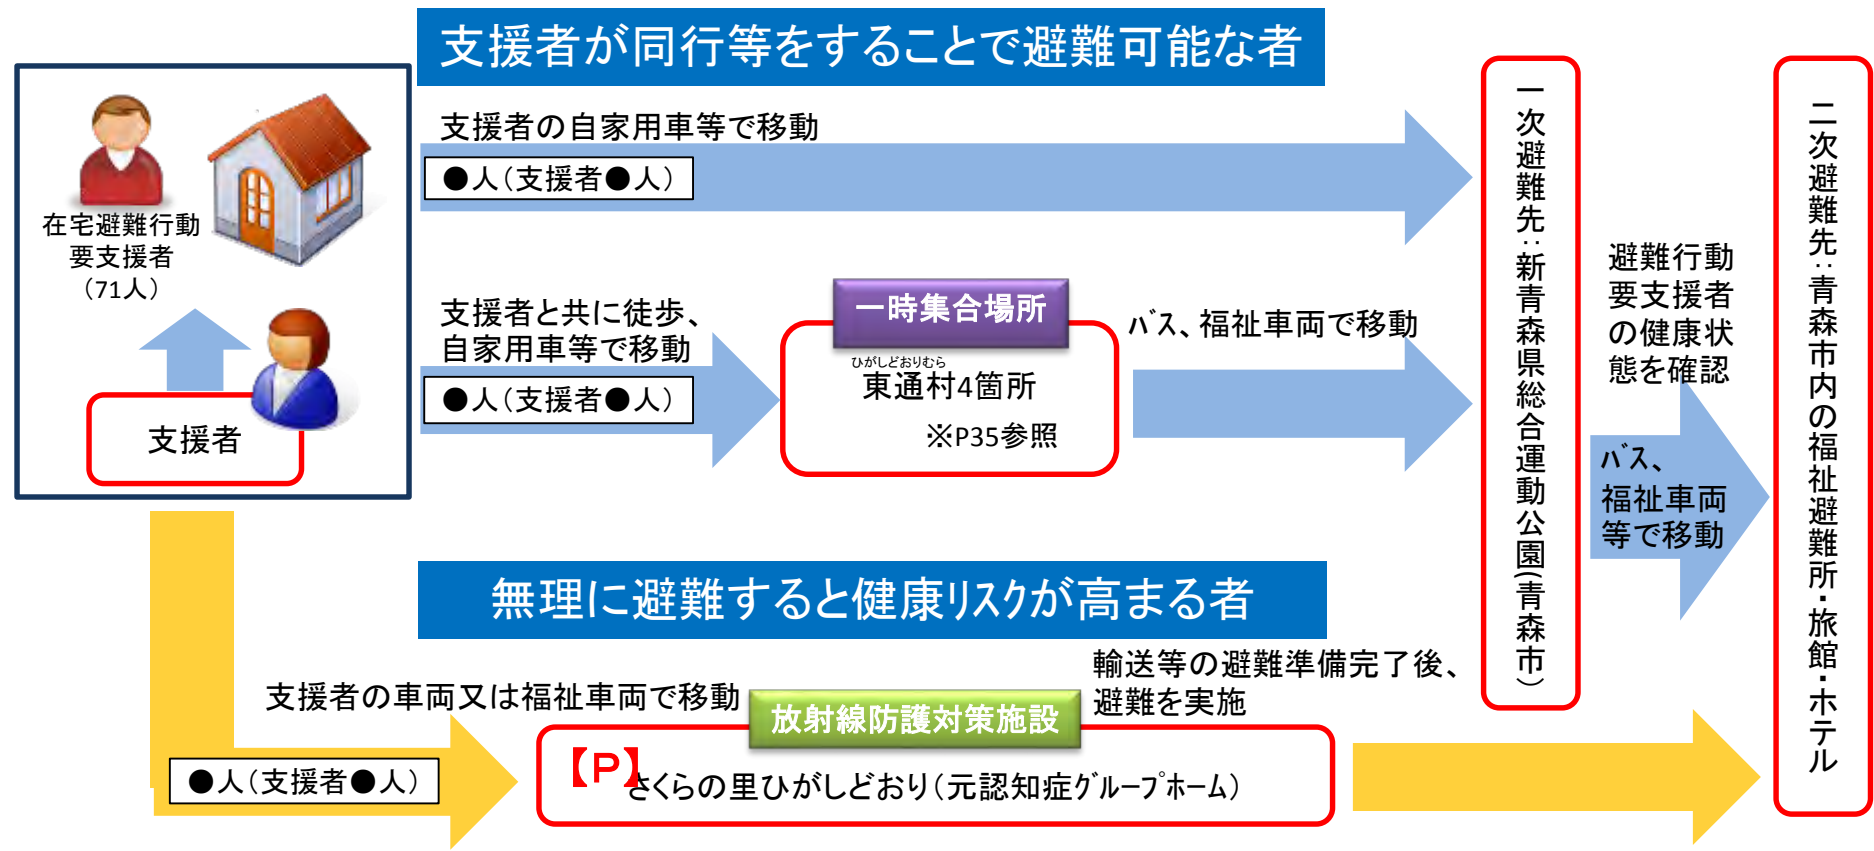 支援者が同行等をすることで避難可能な者
在宅避難行動
要支援者
（71人）
支援者
支援者の自家用車等で移動
●人（支援者●人）
支援者と共に徒歩、
自家用車等で移動
●人（支援者●人）
一時集合場所
ひがしどおりむら
東通村4箇所
※P35参照
バス、福祉車両で移動
一次避難先：新青森県総合運動公園（青森市）
避難行動
要支援者
の健康状
態を確認
バス、
福祉車両
等で移動
二次避難先：青森市内の福祉避難所・旅館・ホテル
無理に避難すると健康リスクが高まる者
支援者の車両又は福祉車両で移動
●人（支援者●人）
放射線防護対策施設
【P】
さくらの里ひがしどおり（元認知症グループホーム）
輸送等の避難準備完了後、
避難を実施